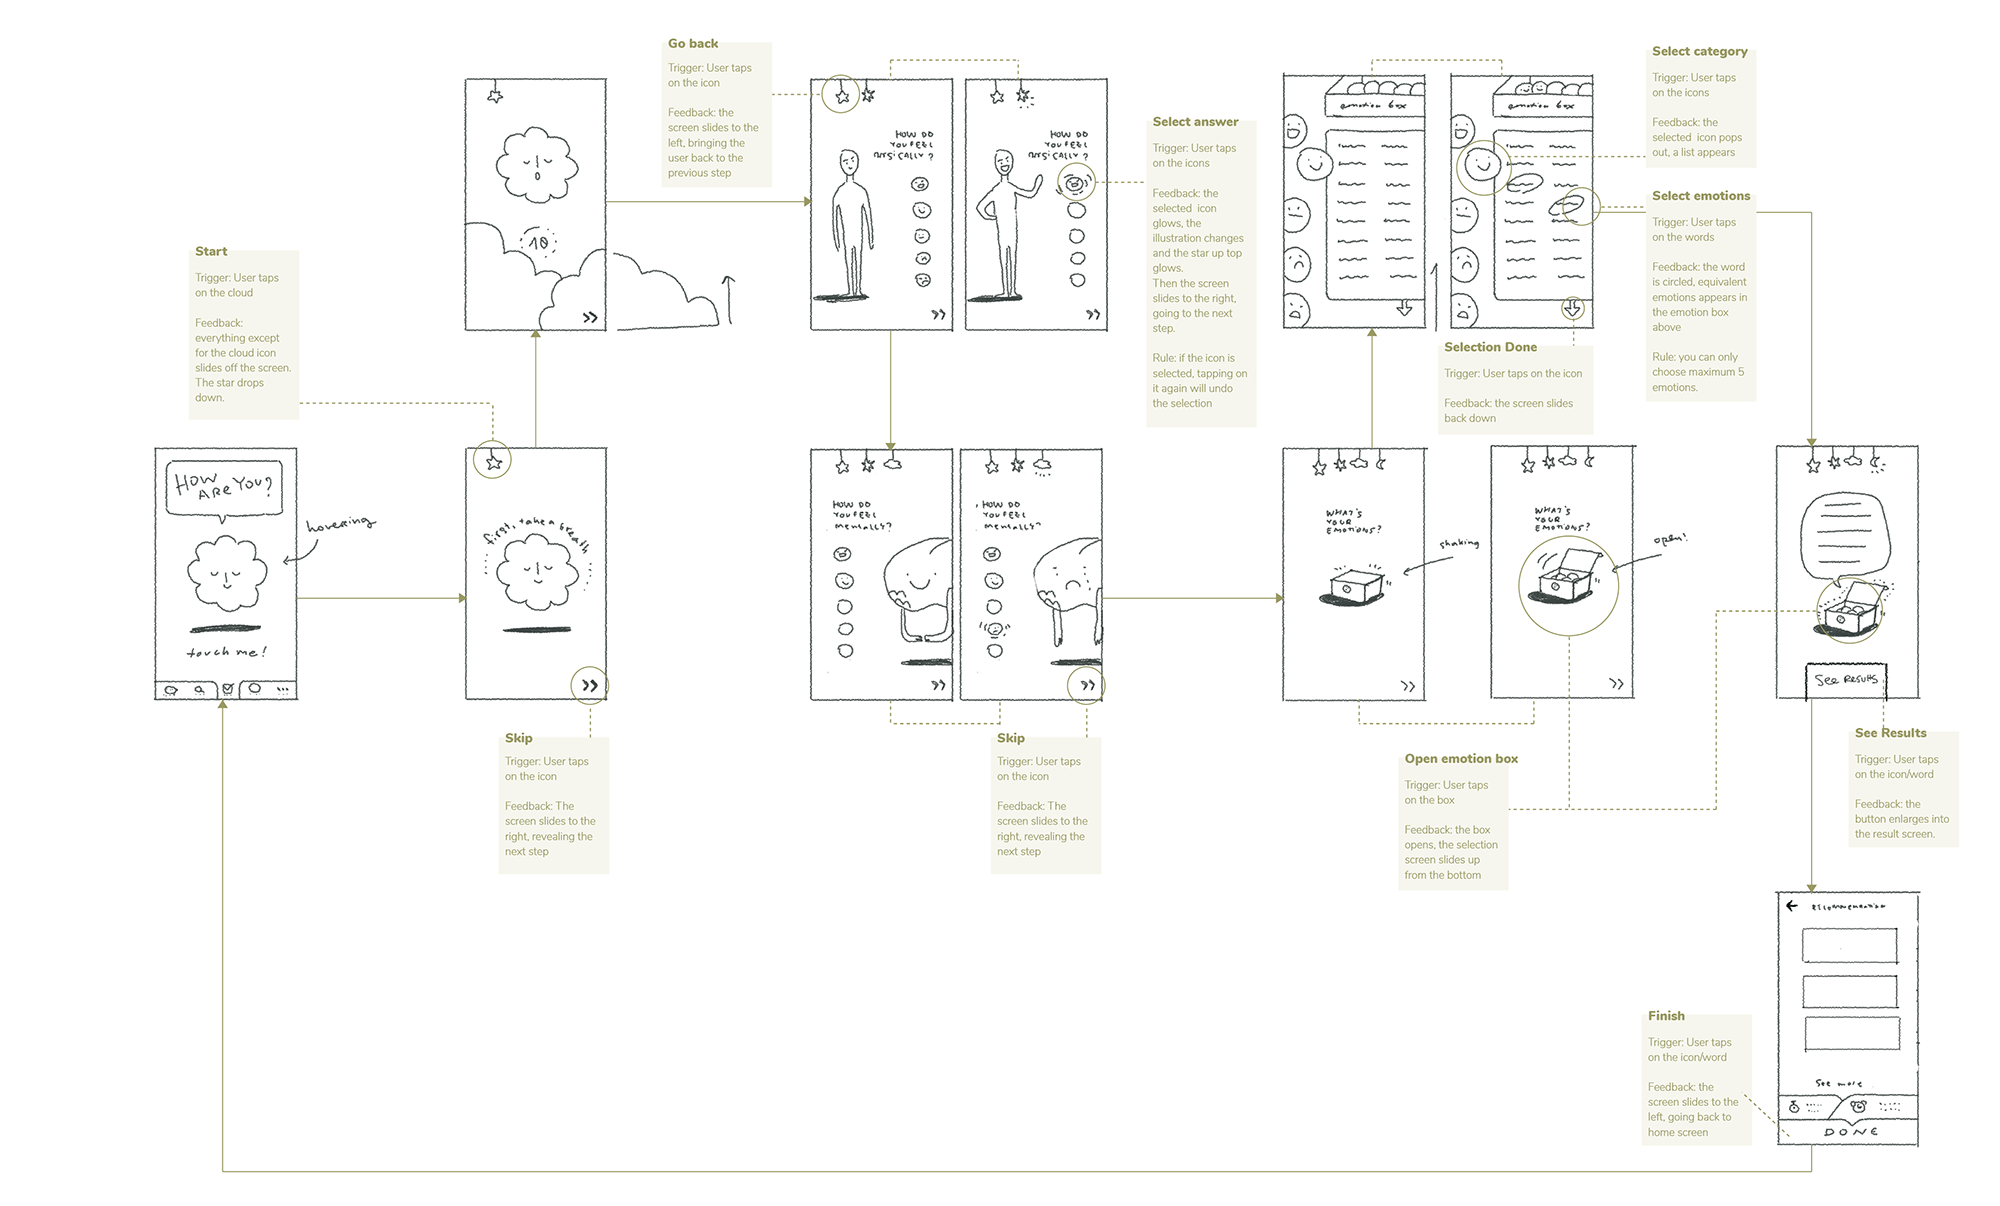 Go back
Trigger: User taps
on the icon
Feedback: the
screen slides to the
left, bringing the
user back to the
previous step
10
HOW DO
YOU FEEL
PHYSICALLY?
HOW DO
YOU FEEL
PHYSICALLY?
Select answer
Trigger: User taps
on the icons
Feedback: the
selected icon
glows, the
illustration changes
and the star up top
glows.
Then the screen
slides to the right,
going to the next
step.
Rule: if the icon is
selected, tapping on
it again will undo
the selection
emotion box
emotion box
Select category
Trigger: User taps
on the icons
Feedback: the
selected icon pops
out, a list appears
Select emotions
Trigger: User taps
on the words
Feedback: the word
is circled, equivalent
emotions appears in
the emotion box
above
Rule: you can only
choose maximum 5
emotions.
Selection Done
Trigger: User taps on the icon
Feedback: the screen slides
back down
Start
Trigger: User taps
on the cloud
Feedback:
everything except
for the cloud icon
slides off the screen.
The star drops
down.
HOW
ARE YOU?
hovering
touch me!
first, take a breath
Skip
Trigger: User taps
on the icon
Feedback: The
screen slides to the
right, revealing the
next step
HOW DO
YOU FEEL
MENTALLY?
HOW DO
YOU FEEL
MENTALLY?
Skip
Trigger: User taps
on the icon
Feedback: The
screen slides to the
right, revealing the
next step
WHAT'S
YOUR
EMOTIONS?
shaking
WHAT'S
YOUR
EMOTIONS?
open!
Open emotion box
Trigger: User taps
on the box
Feedback: the box
opens, the selection
screen slides up
from the bottom
See RESULTS
See Results
Trigger: User taps
on the icon/word
Feedback: the
button enlarges into
the result screen.
RECOMMENDATION
See more
DONE
Finish
Trigger: User taps
on the icon/word
Feedback: the
screen slides to the
left, going back to
home screen